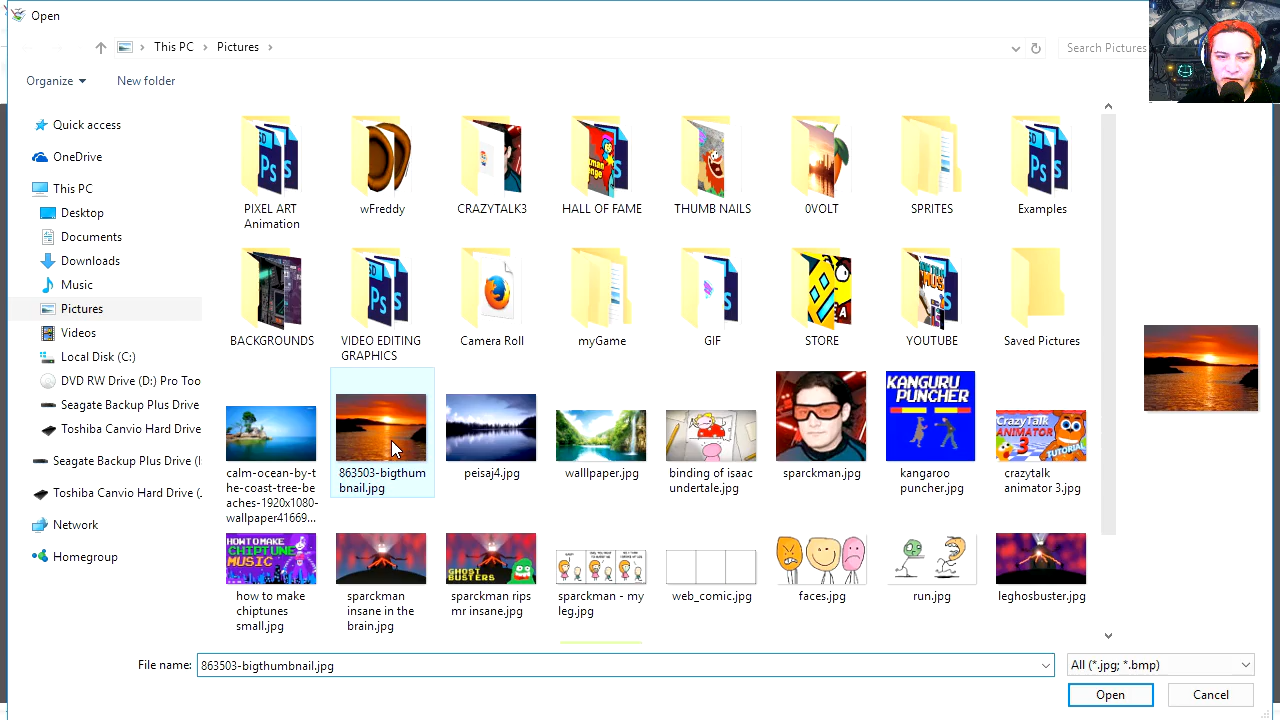 Open
This PC > Pictures >
Search Pictures
Organize
New folder
Quick access
OneDrive
This PC
Desktop
Documents
Downloads
Music
Pictures
Videos
Local Disk (C:)
DVD RW Drive (D:) Pro Too
Seagate Backup Plus Drive
Toshiba Canvio Hard Drive
Seagate Backup Plus Drive (I
Toshiba Canvio Hard Drive (.
Network
Homegroup
PIXEL ART
Animation
wFreddy
CRAZYTALK3
HALL OF FAME
THUMB NAILS
0VOLT
SPRITES
Examples
BACKGROUNDS
VIDEO EDITING
GRAPHICS
Camera Roll
myGame
GIF
STORE
YOUTUBE
Saved Pictures
calm-ocean-by-t
he-coast-tree-be
aches-1920x1080-
wallpaper41669...
863503-bigthum
bnail.jpg
peisaj4.jpg
walllpaper.jpg
binding of isaac
undertale.jpg
sparckman.jpg
KANGURU
PUNCHER
kangaroo
puncher.jpg
CrazyTalk
ANIMATOR 3
TUTORIAL
crazytalk
animator 3.jpg
HOW TO MAKE
CHIPTUNE
MUSIC
how to make
chiptunes
small.jpg
sparckman
insane in the
brain.jpg
GHOST
BUSTERS
sparckman rips
mr insane.jpg
sparckman - my
leg.jpg
web_comic.jpg
faces.jpg
run.jpg
leghosbuster.jpg
File name:
863503-bigthumbnail.jpg
All (*.jpg; *.bmp)
Open
Cancel